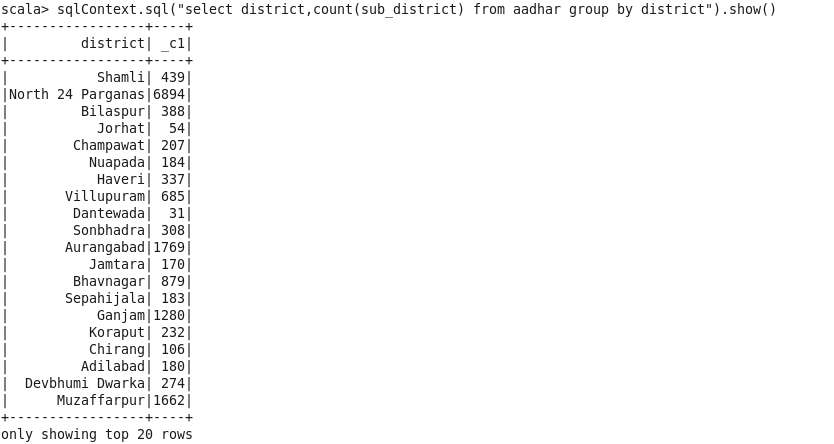 scala> sqlContext.sql("select district,count(sub_district) from aadhar group by district").show()
+-----------------+----+
|         district| _c1|
+-----------------+----+
|           Shamli| 439|
|North 24 Parganas|6894|
|         Bilaspur| 388|
|           Jorhat|  54|
|        Champawat| 207|
|          Nuapada| 184|
|           Haveri| 337|
|       Villupuram| 685|
|        Dantewada|  31|
|        Sonbhadra| 308|
|       Aurangabad|1769|
|          Jamtara| 170|
|        Bhavnagar| 879|
|       Sepahijala| 183|
|           Ganjam|1280|
|          Koraput| 232|
|          Chirang| 106|
|         Adilabad| 180|
|  Devbhumi Dwarka| 274|
|      Muzaffarpur|1662|
+-----------------+----+
only showing top 20 rows